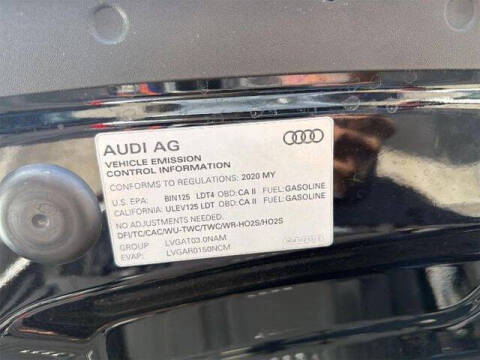 AUDI AG
VEHICLE EMISSION
CONTROL INFORMATION
CONFORMS TO REGULATIONS: 2020 MY
U.S. EPA: BIN125 LDT4 OBD: CA II FUEL: GASOLINE
CALIFORNIA: ULEV125 LDT OBD: CA II FUEL: GASOLINE
NO ADJUSTMENTS NEEDED.
DFI/TC/CAC/WU-TWC/TWC/WR-HO2S/HO2S
GROUP: LVGAT03.0NAM
EVAP: LVGAR0150NCM